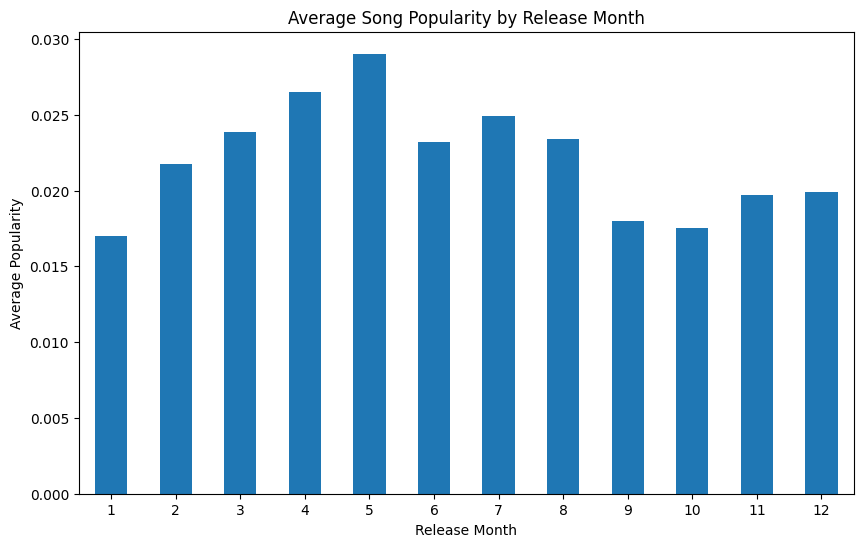 Average Song Popularity by Release Month
0.030
0.025
0.020
0.015
0.010
0.005
0.000
Average Popularity
1 2 3 4 5 6 7 8 9 10 11 12
Release Month